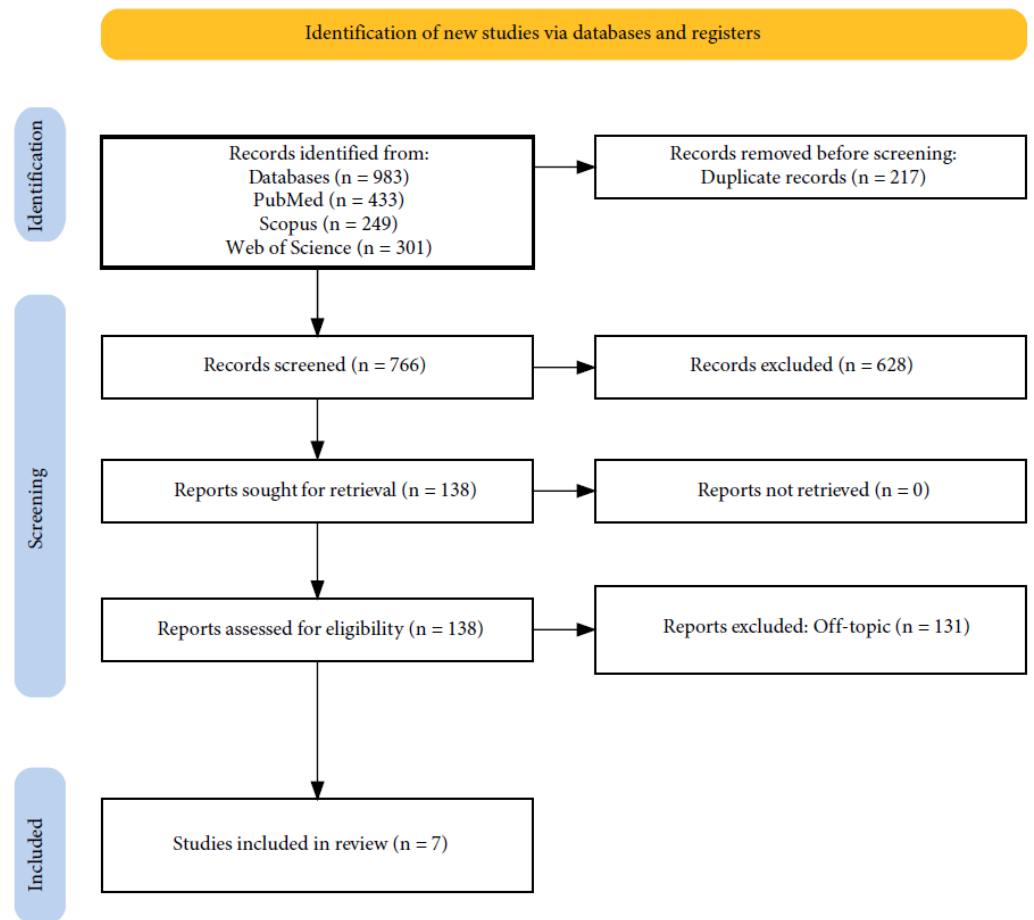 Identification of new studies via databases and registers
Identification
Records identified from:
Databases (n = 983)
PubMed (n = 433)
Scopus (n = 249)
Web of Science (n = 301)
Records removed before screening:
Duplicate records (n = 217)
Screening
Records screened (n = 766)
Records excluded (n = 628)
Reports sought for retrieval (n = 138)
Reports not retrieved (n = 0)
Reports assessed for eligibility (n = 138)
Reports excluded: Off-topic (n = 131)
Included
Studies included in review (n = 7)